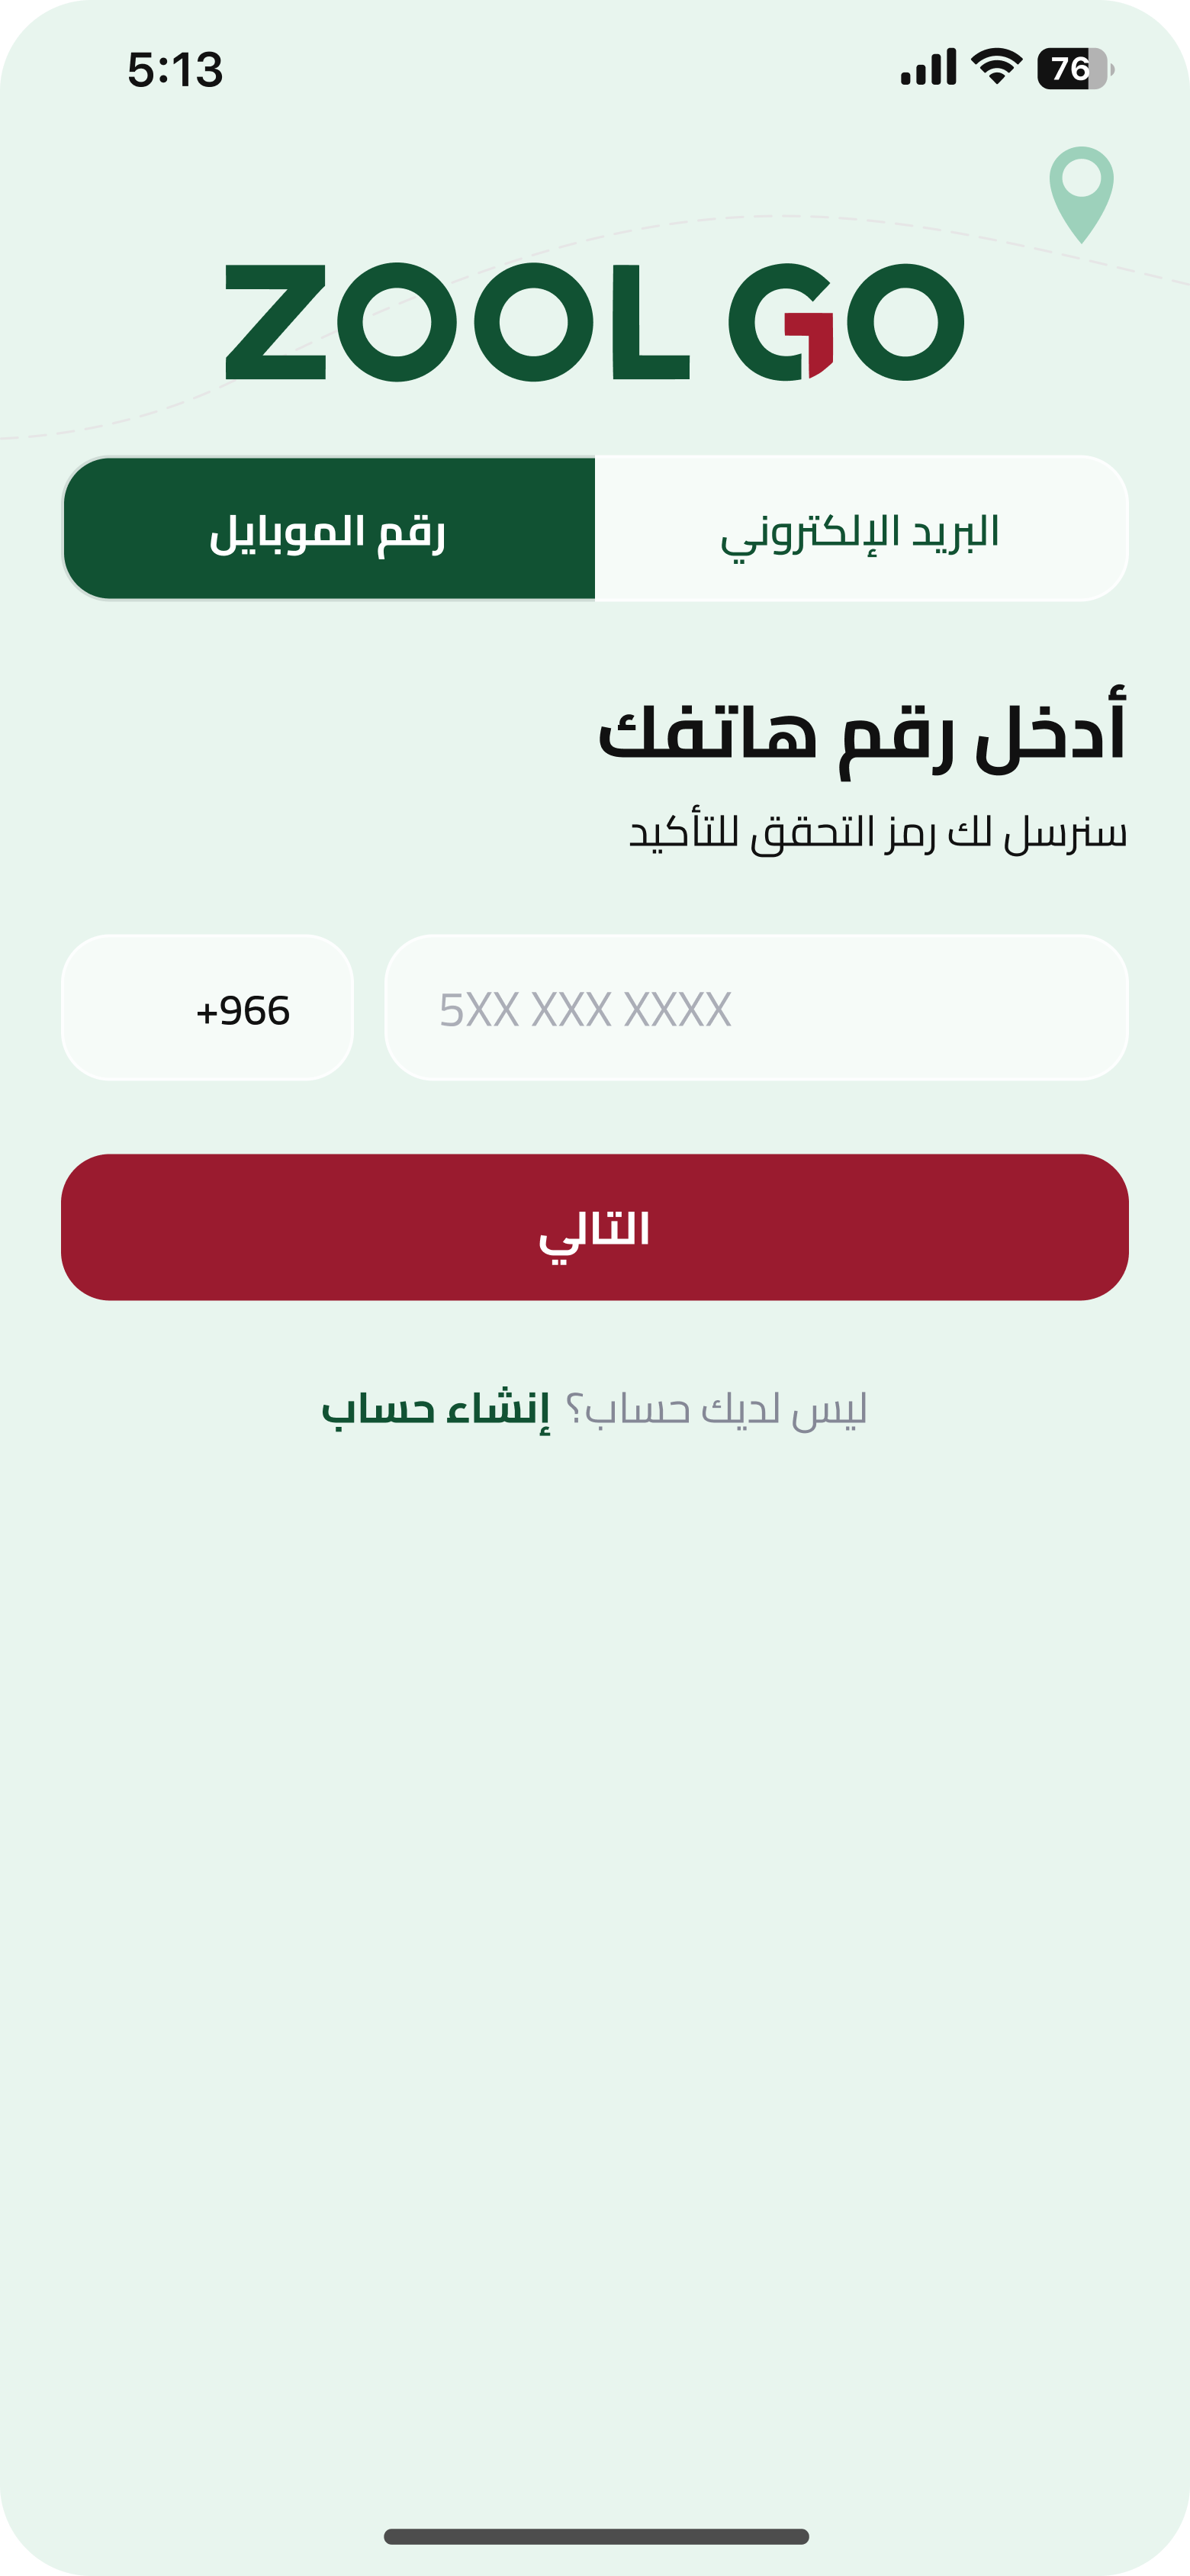 5:13
76
ZOOL GO
البريد الإلكتروني
رقم الموبايل
أدخل رقم هاتفك
سنرسل لك رمز التحقق للتأكيد
5XX XXX XXXX
+966
التالي
ليس لديك حساب؟ إنشاء حساب